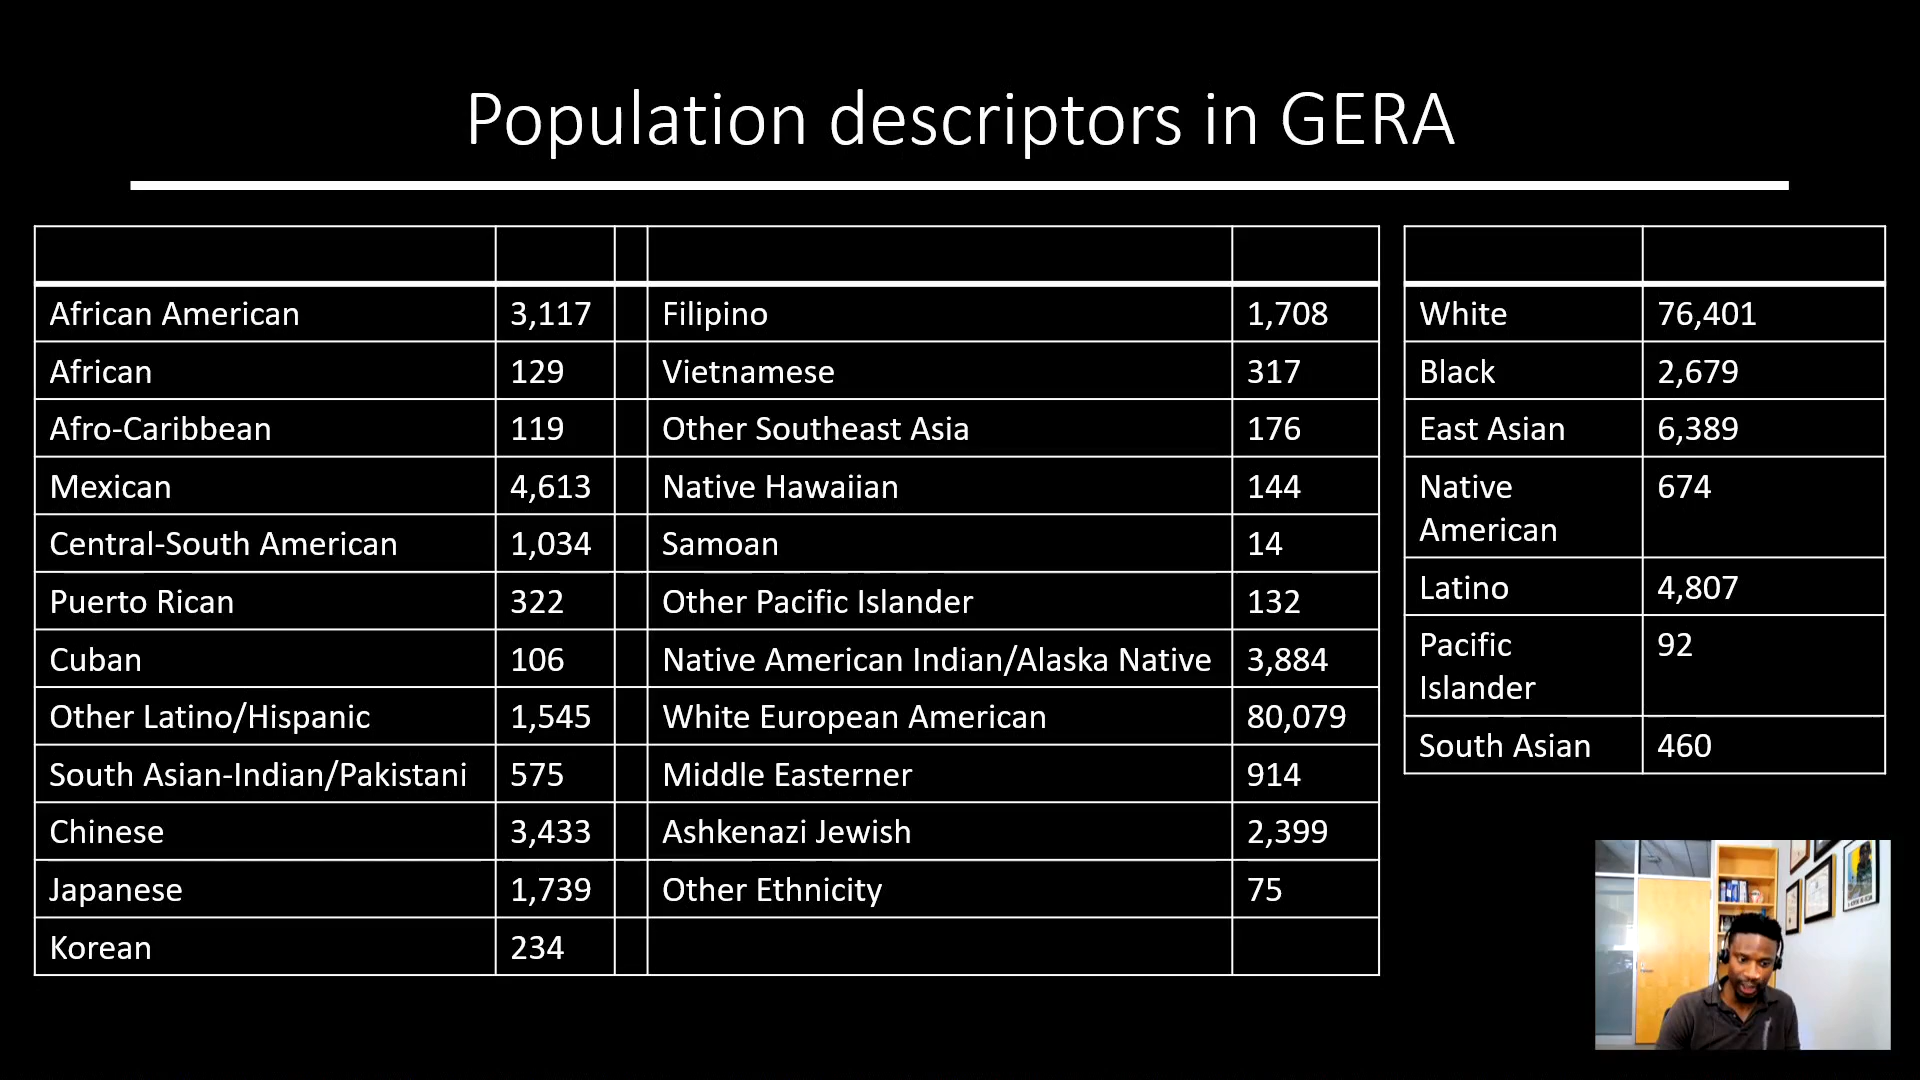 Population descriptors in GERA
African American 3,117 Filipino 1,708
African 129 Vietnamese 317
Afro-Caribbean 119 Other Southeast Asia 176
Mexican 4,613 Native Hawaiian 144
Central-South American 1,034 Samoan 14
Puerto Rican 322 Other Pacific Islander 132
Cuban 106 Native American Indian/Alaska Native 3,884
Other Latino/Hispanic 1,545 White European American 80,079
South Asian-Indian/Pakistani 575 Middle Easterner 914
Chinese 3,433 Ashkenazi Jewish 2,399
Japanese 1,739 Other Ethnicity 75
Korean 234
White 76,401
Black 2,679
East Asian 6,389
Native 674
American
Latino 4,807
Pacific 92
Islander
South Asian 460